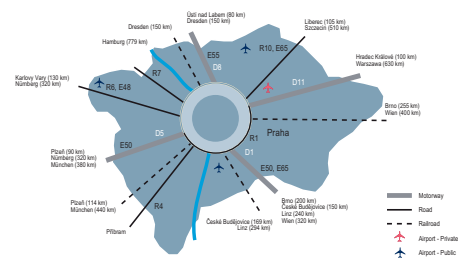 Ústí nad Labem (80 km)
Dresden (150 km)
Dresden (150 km)
Liberec (105 km)
Szczecin (510 km)
Hamburg (779 km)
E55
D8
R10, E65
Hradec Králové (100 km)
Warszawa (630 km)
R7
Karlovy Vary (130 km)
Nürnberg (320 km)
R6, E48
D11
Brno (255 km)
Wien (400 km)
D5
R1
Praha
E50
D1
Plzeň (90 km)
Nürnberg (320 km)
München (380 km)
E50, E65
Plzeň (114 km)
München (440 km)
R4
Brno (200 km)
České Budějovice (150 km)
Linz (240 km)
Wien (320 km)
České Budějovice (169 km)
Linz (294 km)
Příbram
Motorway
Road
Railroad
Airport - Private
Airport - Public